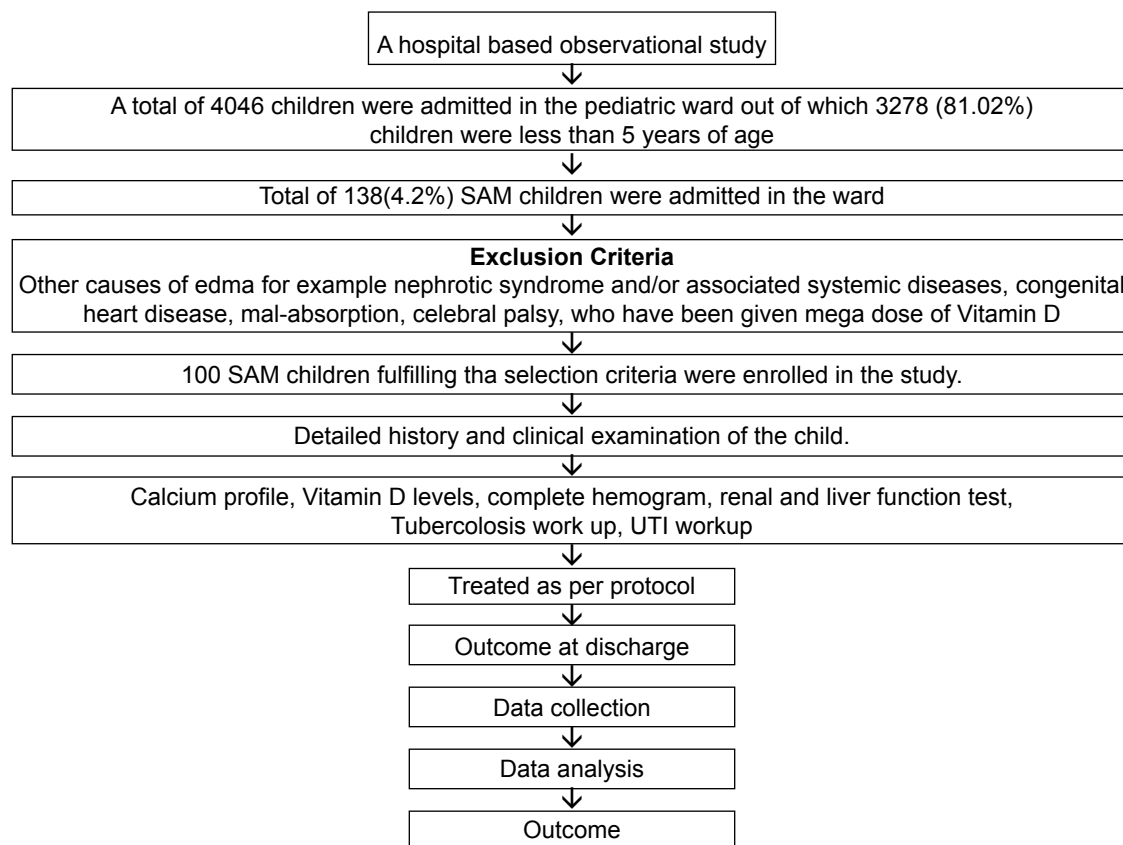 A hospital based observational study
A total of 4046 children were admitted in the pediatric ward out of which 3278 (81.02%)
children were less than 5 years of age
Total of 138(4.2%) SAM children were admitted in the ward
Exclusion Criteria
Other causes of edma for example nephrotic syndrome and/or associated systemic diseases, congenital
heart disease, mal-absorption, celebral palsy, who have been given mega dose of Vitamin D
100 SAM children fulfilling tha selection criteria were enrolled in the study.
Detailed history and clinical examination of the child.
Calcium profile, Vitamin D levels, complete hemogram, renal and liver function test,
Tubercolosis work up, UTI workup
Treated as per protocol
Outcome at discharge
Data collection
Data analysis
Outcome